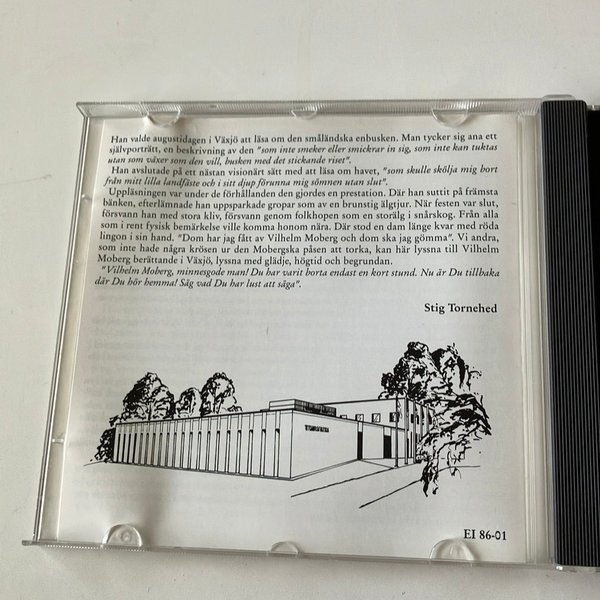 Han valde augustidagen i Växjö att läsa om den småländska enbusken. Man tycker sig ana ett
självporträtt, en beskrivning av den "som inte smeker eller smickrar in sig, som inte kan tuktas
utan som växer som den vill, busken med det stickande riset".
Han avslutade på ett nästan visionärt sätt med att läsa om havet, "som skulle skölja mig bort
från mitt lilla landfäste och i sitt djup förunna mig sömnen utan slut".
Uppläsningen var under de förhållanden den gjordes en prestation. Där han suttit på främsta
bänken, efterlämnade han uppsparkade gropar som av en brunstig älgtjur. När festen var slut,
försvann han med stora kliv, försvann genom folkhopen som en storälg i snårskog. Från alla
som i rent fysisk bemärkelse ville komma honom nära. Där stod en dam länge kvar med röda
lingon i sin hand. "Dom har jag fått av Vilhelm Moberg och dom ska jag gömma". Vi andra,
som inte hade några krösen ur den Mobergska påsen att torka, kan här lyssna till Vilhelm
Moberg berättande i Växjö, lyssna med glädje, högtid och begrundan.
"Vilhelm Moberg, minnesgode man! Du har varit borta endast en kort stund. Nu är Du tillbaka
där Du hör hemma! Säg vad Du har lust att säga".
Stig Tornehed
EI 86-01